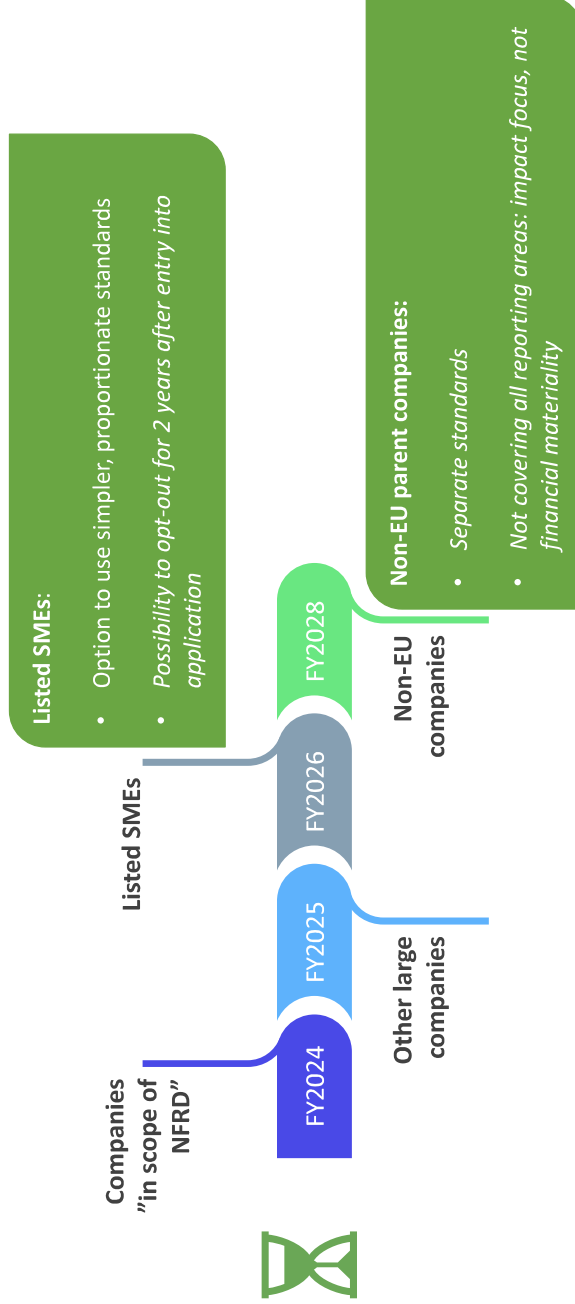 Companies
”in scope of
NFRD”
Listed SMEs
FY2024
FY2025
FY2026
FY2028
Other large
companies
Non-EU
companies
Listed SMEs:
• Option to use simpler, proportionate standards
• Possibility to opt-out for 2 years after entry into
application
Non-EU parent companies:
• Separate standards
• Not covering all reporting areas: impact focus, not
financial materiality